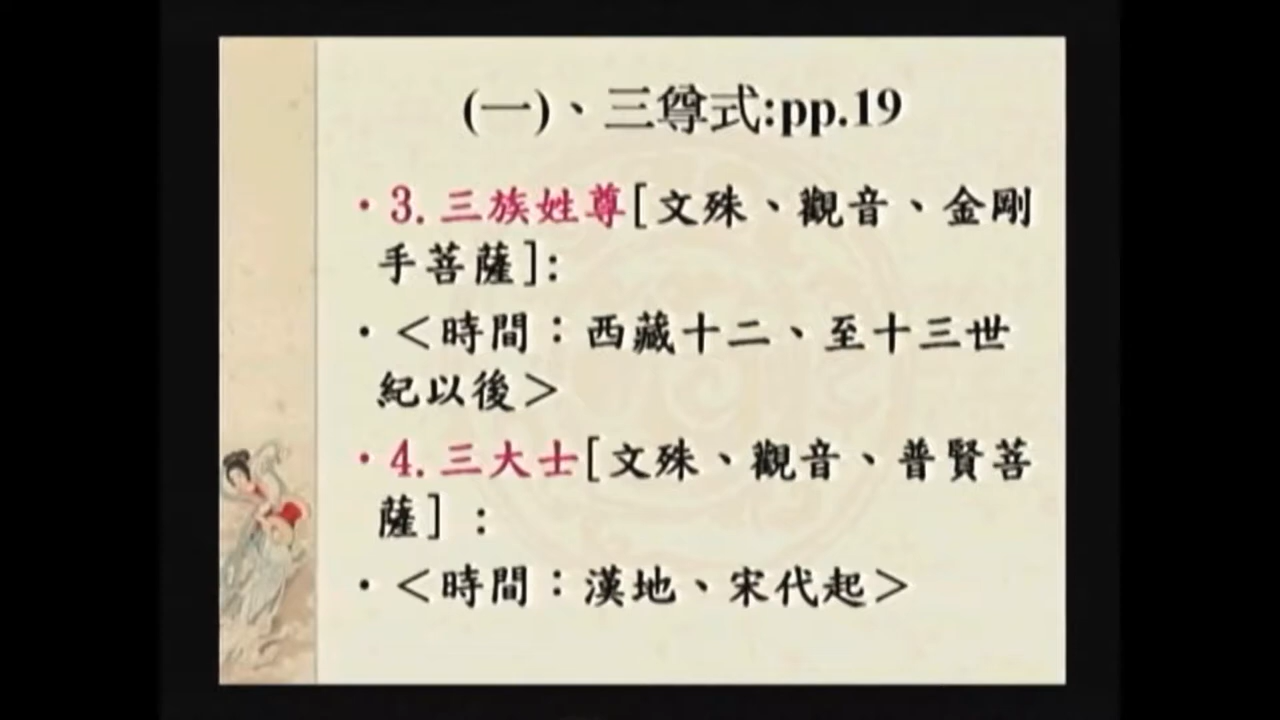 (一)、三尊式:pp.19
•3.三族姓尊[文殊、觀音、金剛
手菩薩]:
•＜時間：西藏十二、至十三世
紀以後＞
•4.三大士[文殊、觀音、普賢菩
薩] :
•＜時間：漢地、宋代起＞